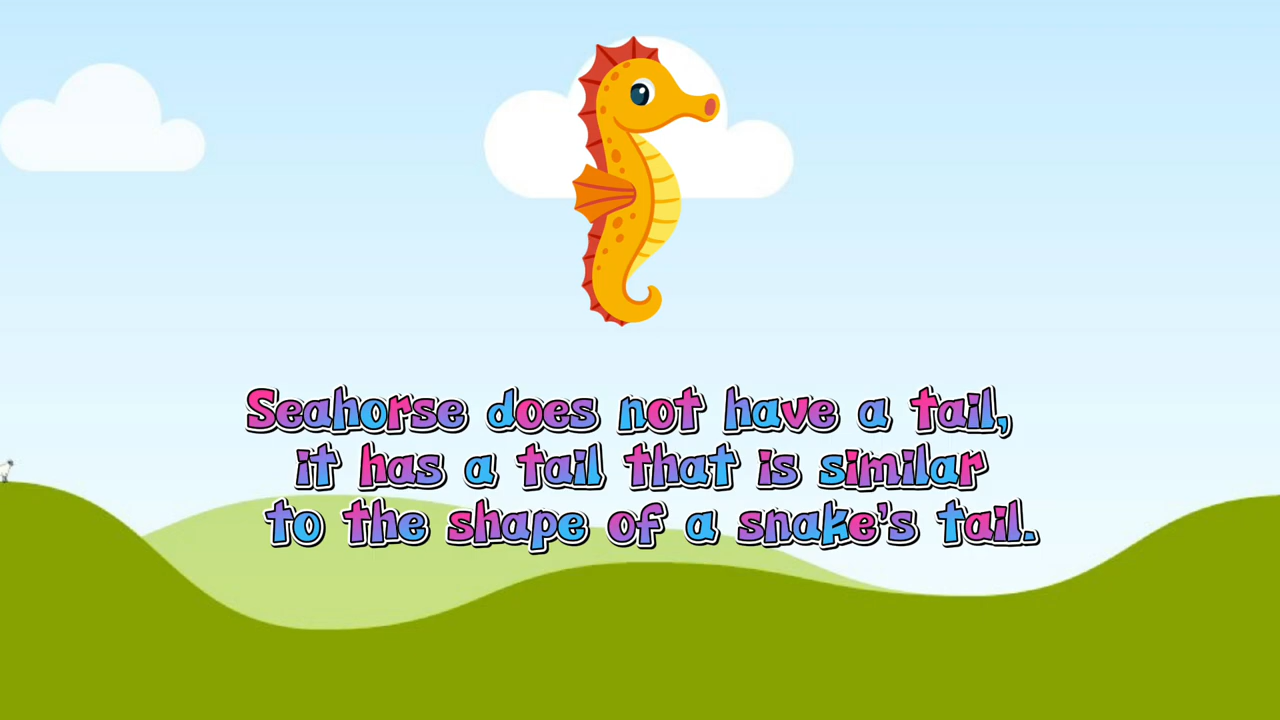 Seahorse does not have a tail,
it has a tail that is similar
to the shape of a snake's tail.